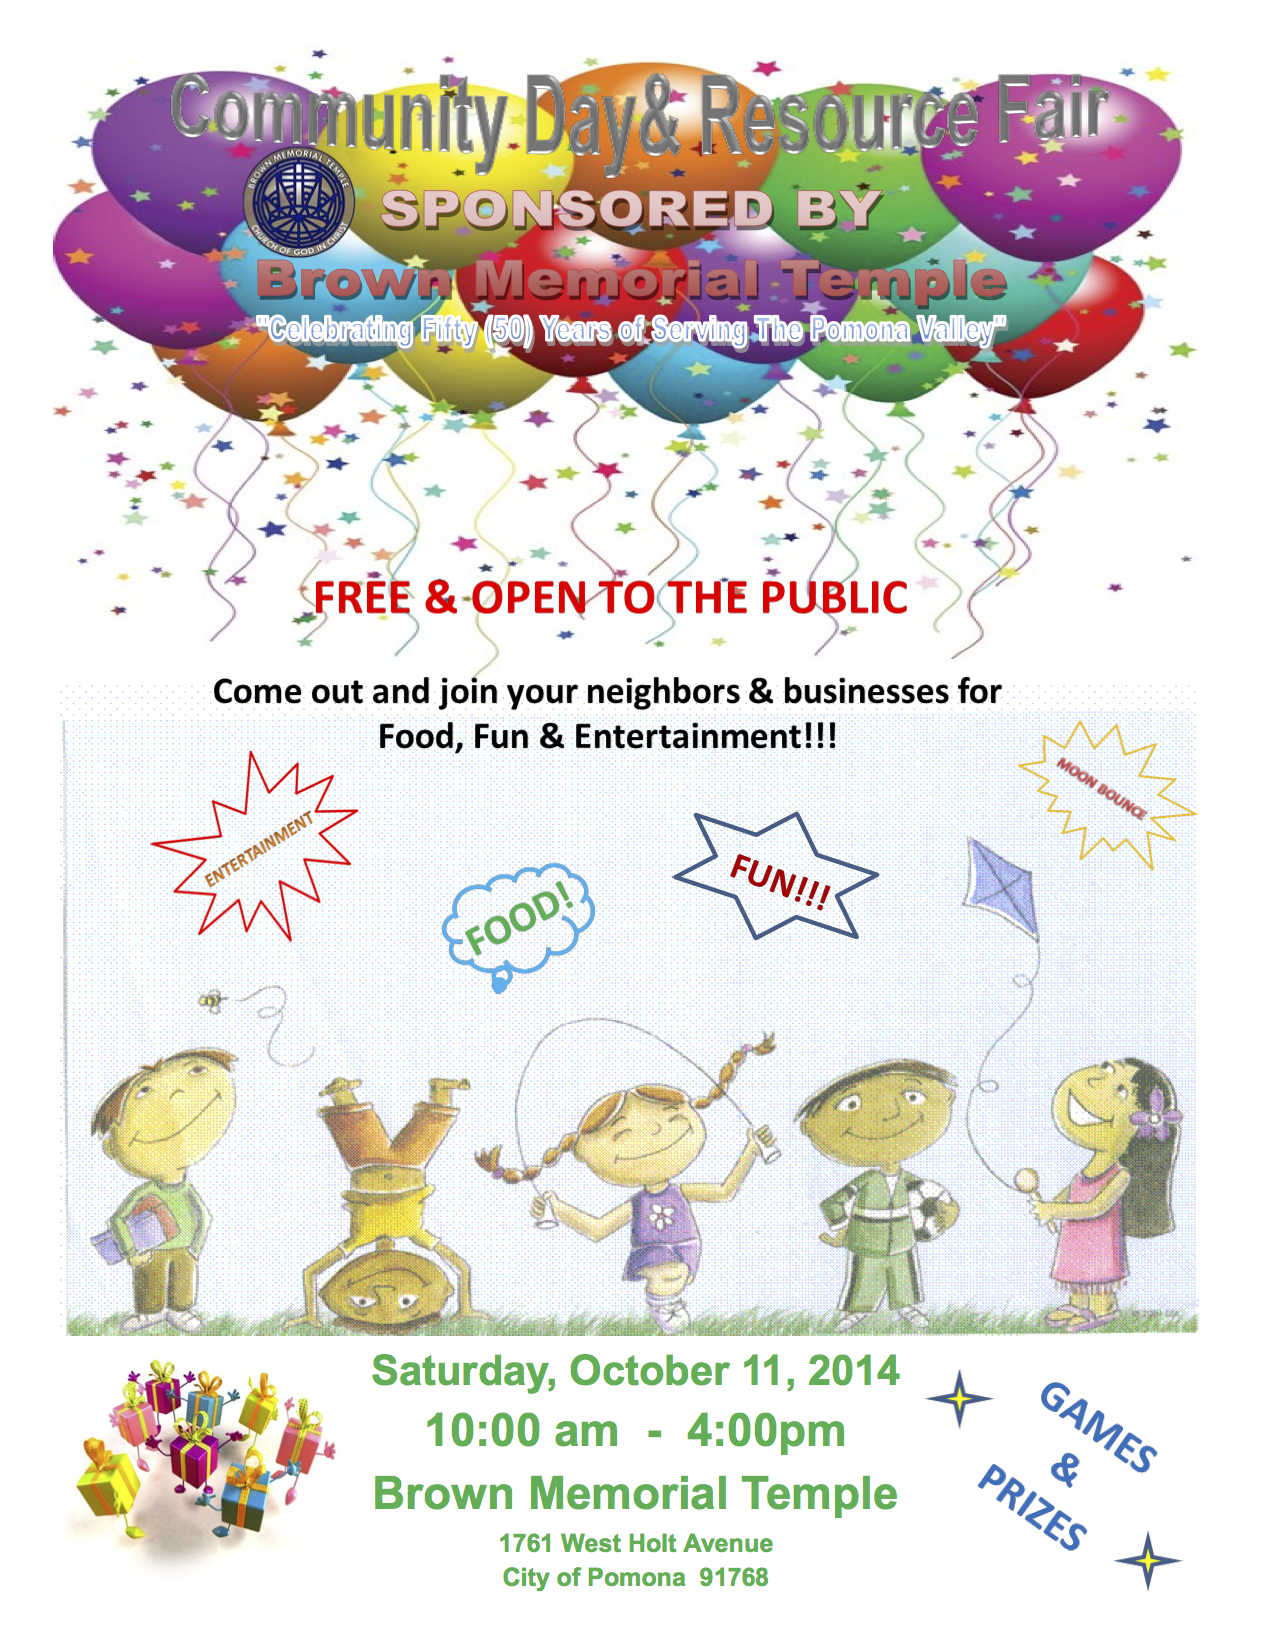 Community Day& Resource Fair
BROWN MEMORIAL TEMPLE
CHURCH OF GOD IN CHRIST
SPONSORED BY
Brown Memorial Temple
"Celebrating Fifty (50) Years of Serving The Pomona Valley"
FREE & OPEN TO THE PUBLIC
Come out and join your neighbors & businesses for
Food, Fun & Entertainment!!!
MOON BOUNCE
ENTERTAINMENT
FUN!!!
FOOD!
Saturday, October 11, 2014
10:00 am - 4:00pm
Brown Memorial Temple
1761 West Holt Avenue
City of Pomona 91768
GAMES
&
PRIZES